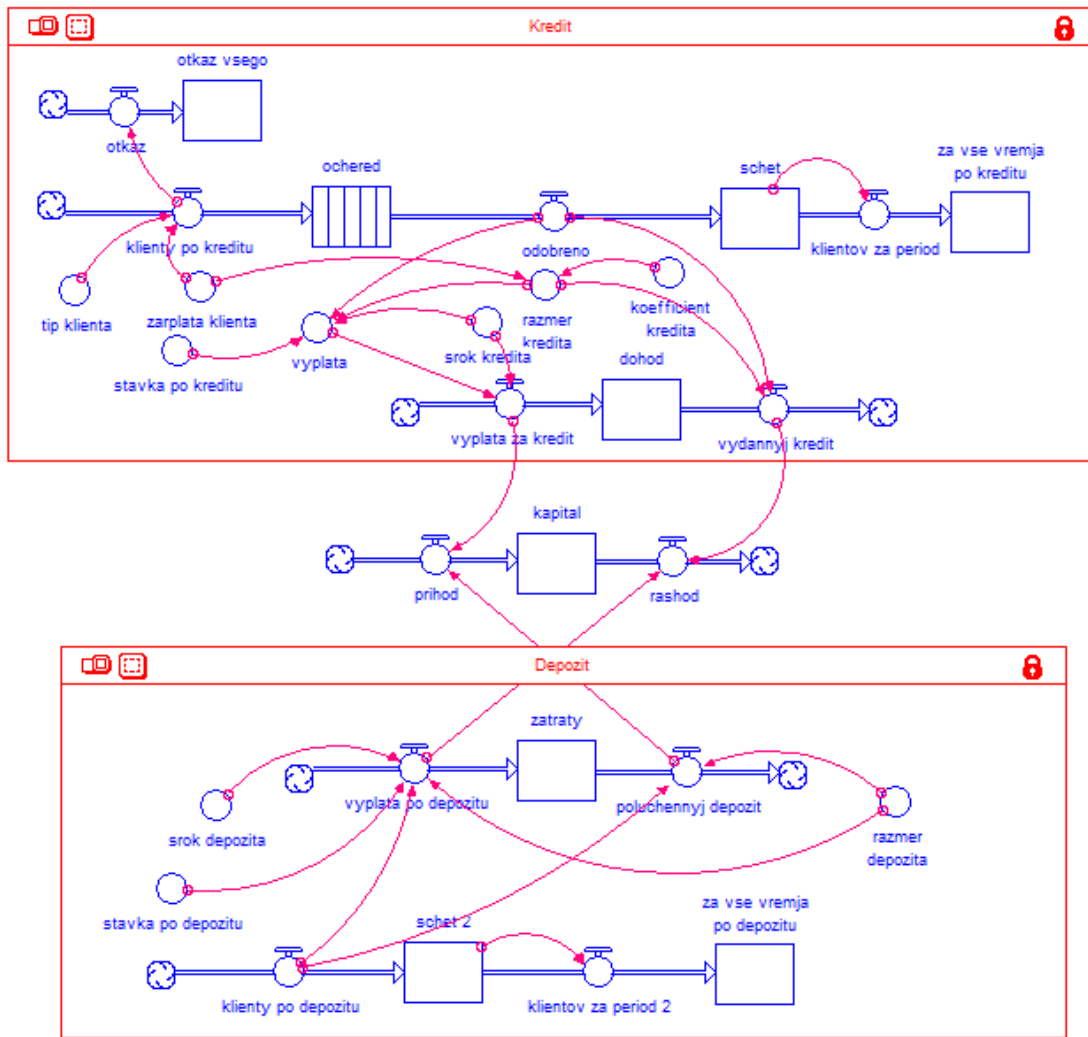 Kredit
otkaz vsego
otkaz
ochered
schet
za vse vremja
po kreditu
klienty po kreditu
odobreno
klientov za period
tip klienta
zarplata klienta
razmer
kredita
koefficient
kredita
stavka po kreditu
vyplata
srok kredita
dohod
vyplata za kredit
vydannyj kredit
kapital
prihod
rashod
Depozit
zatraty
vyplata po depozitu
poluchennyj depozit
srok depozita
razmer
depozita
stavka po depozitu
schet 2
za vse vremja
po depozitu
klienty po depozitu
klientov za period 2